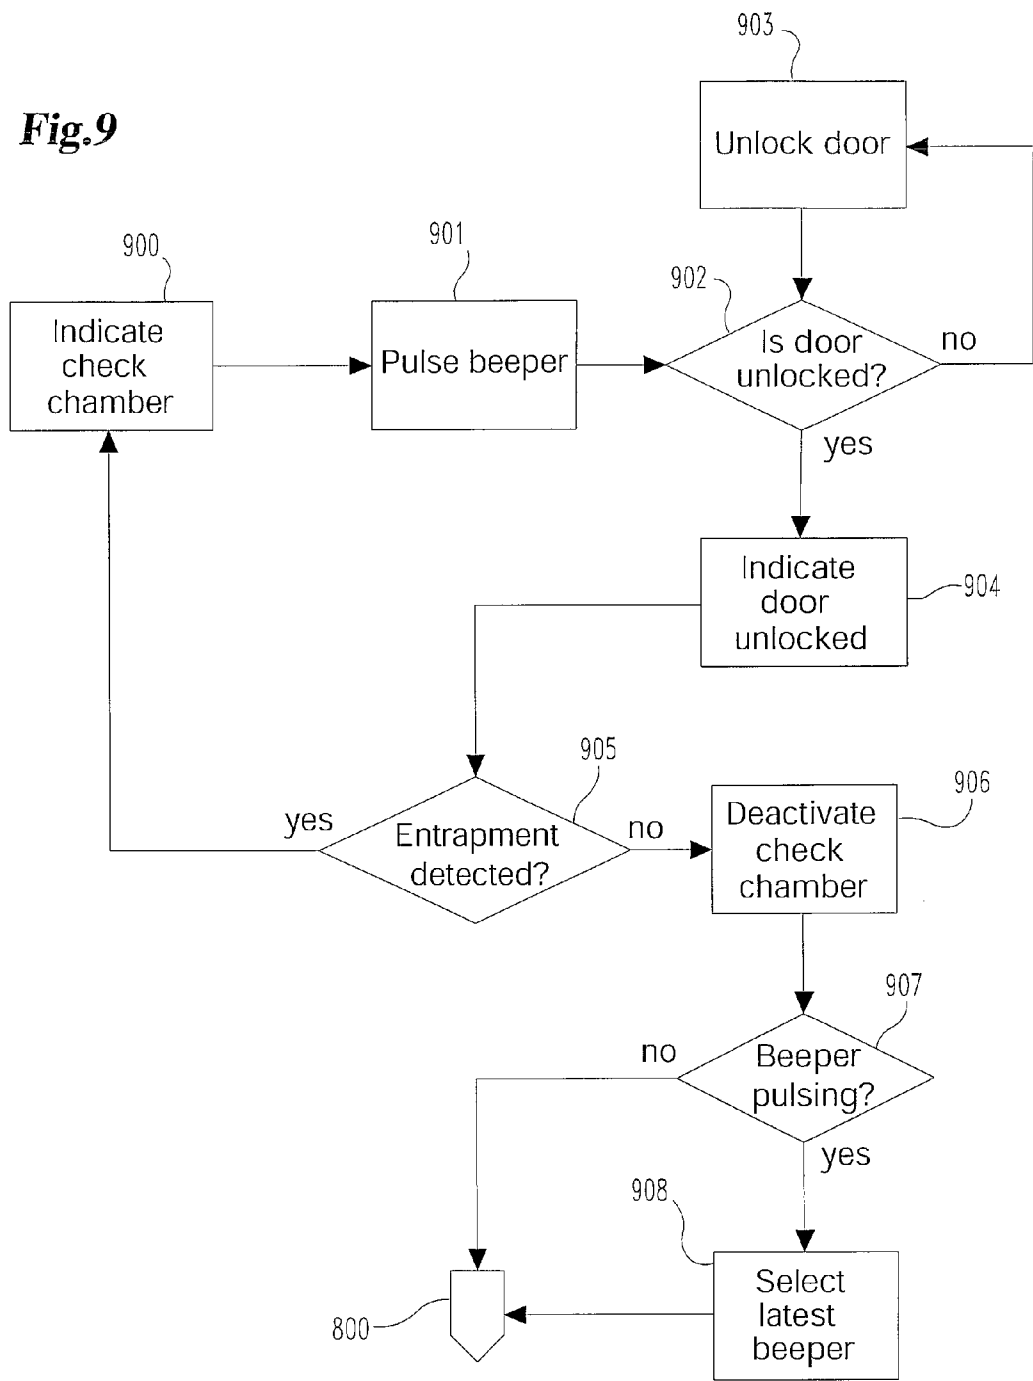 903
Fig.9
Unlock door
900
901
902
Indicate
check
chamber
Pulse beeper
Is door
unlocked?
no
yes
Indicate
door
unlocked
904
905
yes
Entrapment
detected?
no
906
Deactivate
check
chamber
907
no
Beeper
pulsing?
yes
908
Select
latest
beeper
800